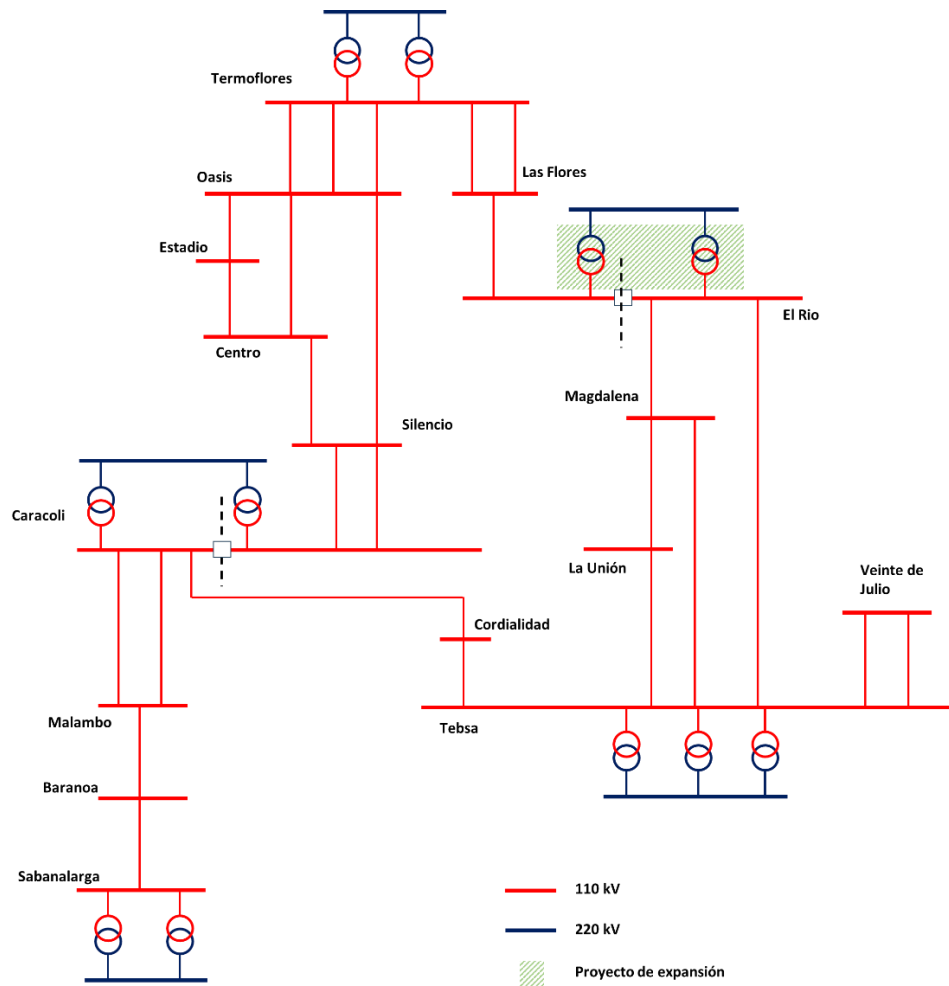 Termoflores
Oasis
Las Flores
Estadio
El Rio
Centro
Magdalena
Silencio
Caracoli
La Unión
Veinte de
Julio
Cordialidad
Malambo
Tebsa
Baranoa
Sabanalarga
110 kV
220 kV
Proyecto de expansión